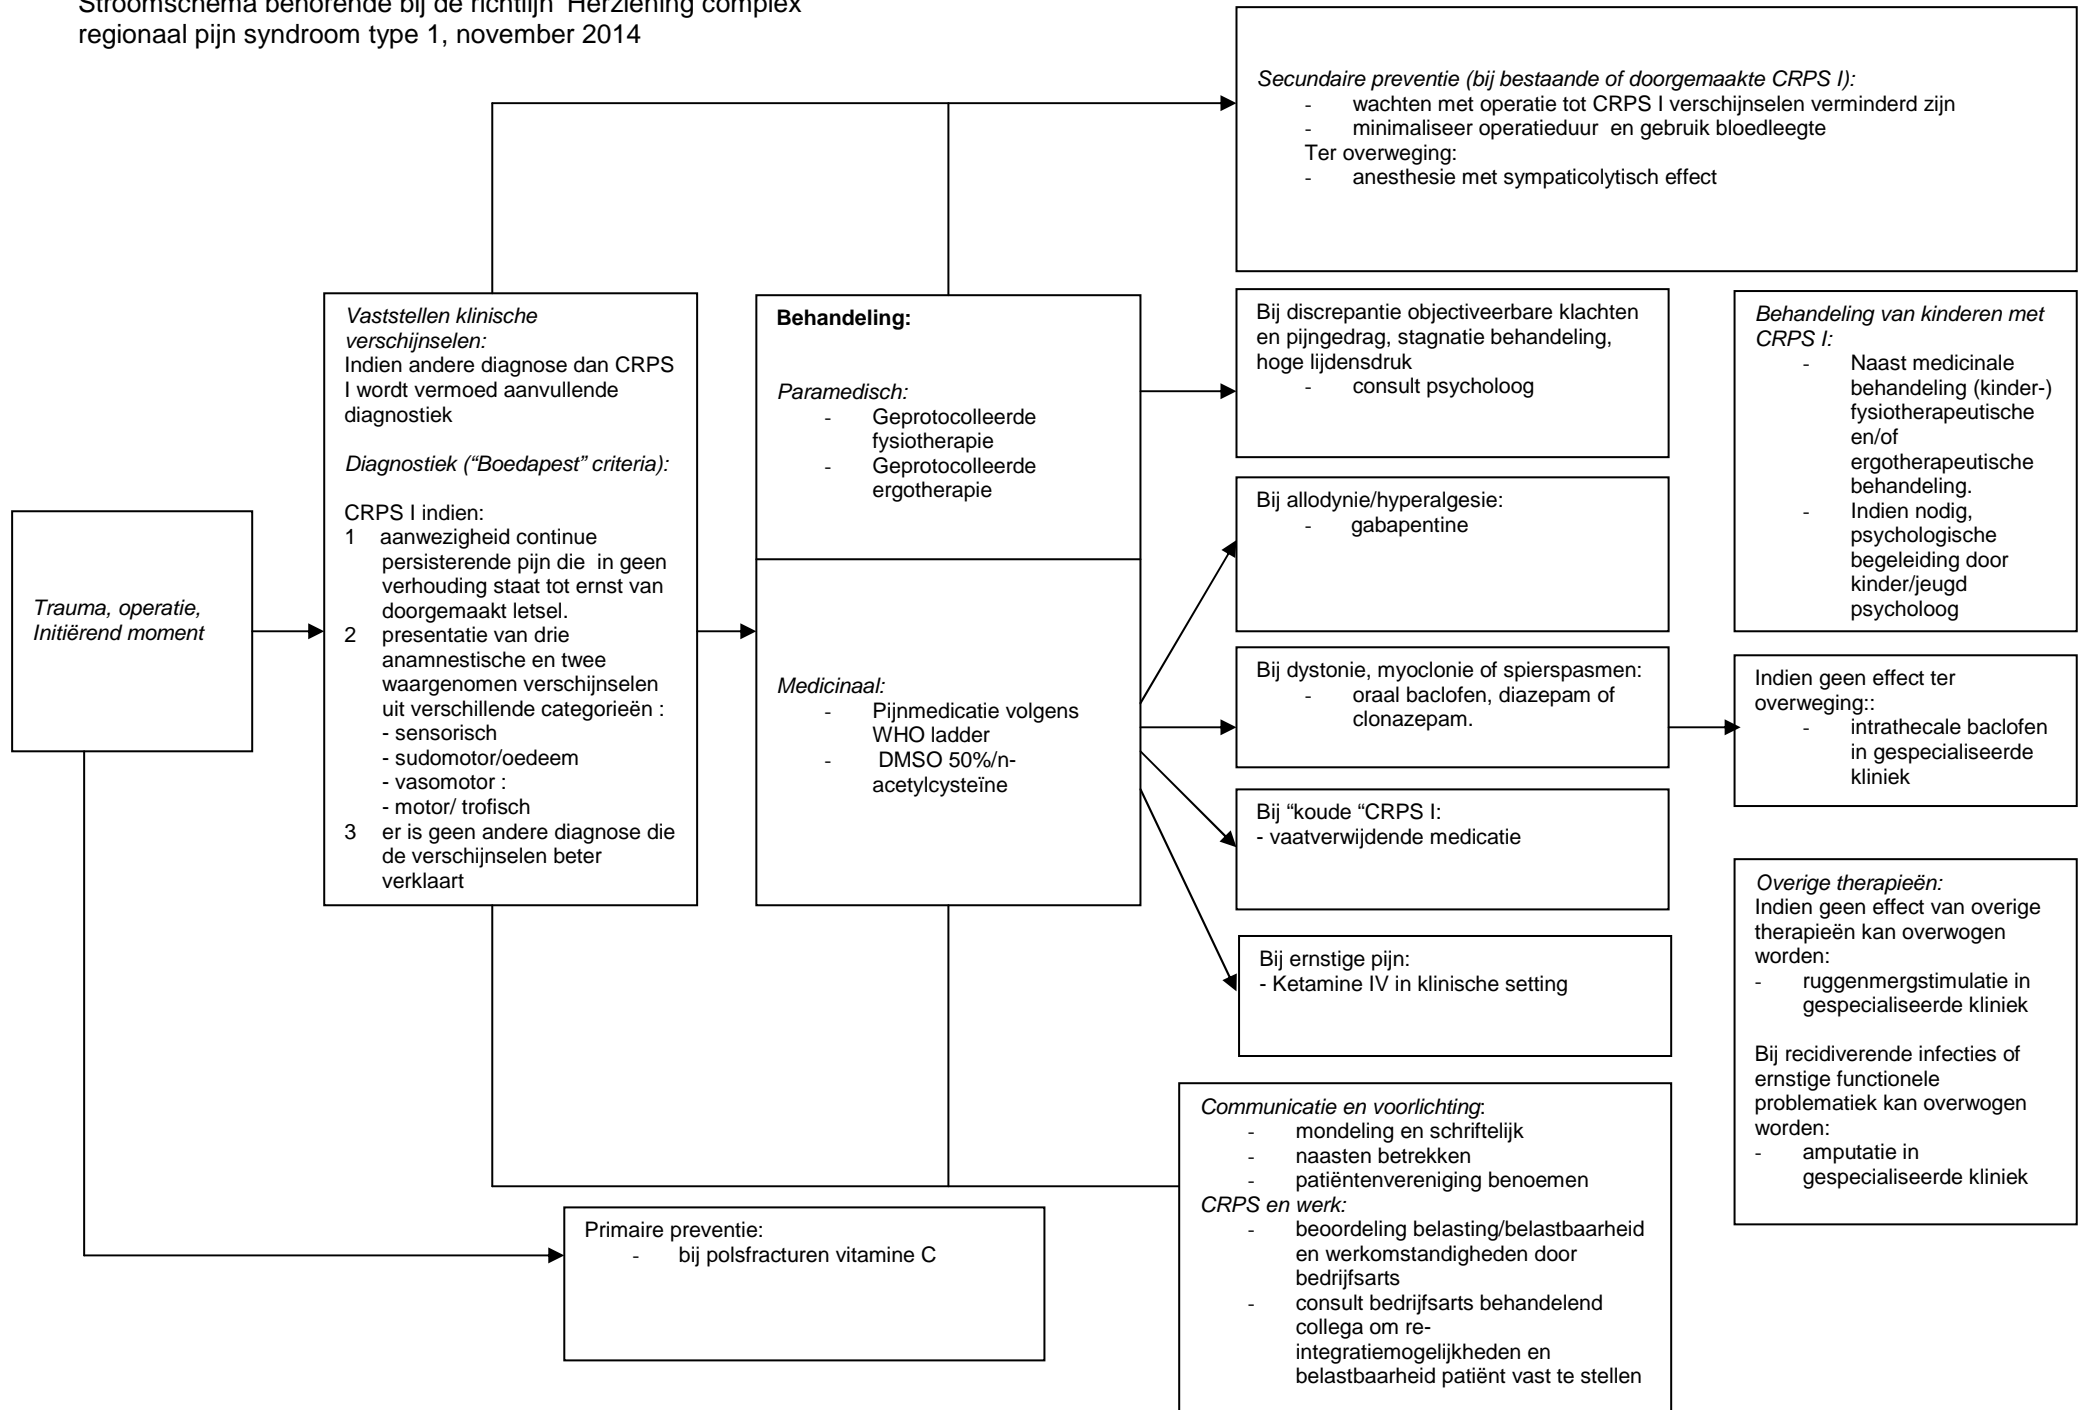 Stroomschema behorende bij de richtlijn Herziening complex
regionaal pijn syndroom type 1, november 2014
Secundaire preventie (bij bestaande of doorgemaakte CRPS I):
- wachten met operatie tot CRPS I verschijnselen verminderd zijn
- minimaliseer operatieduur en gebruik bloedleegte
Ter overweging:
- anesthesie met sympaticolytisch effect
Trauma, operatie,
Initiërend moment
Vaststellen klinische
verschijnselen:
Indien andere diagnose dan CRPS
I wordt vermoed aanvullende
diagnostiek
Diagnostiek (“Boedapest” criteria):
CRPS I indien:
1 aanwezigheid continue
persisterende pijn die in geen
verhouding staat tot ernst van
doorgemaakt letsel.
2 presentatie van drie
anamnestische en twee
waargenomen verschijnselen
uit verschillende categorieën :
- sensorisch
- sudomotor/oedeem
- vasomotor :
- motor/ trofisch
3 er is geen andere diagnose die
de verschijnselen beter
verklaart
Behandeling:
Paramedisch:
- Geprotocolleerde
fysiotherapie
- Geprotocolleerde
ergotherapie
Medicinaal:
- Pijnmedicatie volgens
WHO ladder
- DMSO 50%/n-
acetylcysteïne
Bij discrepantie objectiveerbare klachten
en pijngedrag, stagnatie behandeling,
hoge lijdensdruk
- consult psycholoog
Bij allodynie/hyperalgesie:
- gabapentine
Bij dystonie, myoclonie of spierspasmen:
- oraal baclofen, diazepam of
clonazepam.
Bij “koude “CRPS I:
- vaatverwijdende medicatie
Bij ernstige pijn:
- Ketamine IV in klinische setting
Behandeling van kinderen met
CRPS I:
- Naast medicinale
behandeling (kinder-)
fysiotherapeutische
en/of
ergotherapeutische
behandeling.
- Indien nodig,
psychologische
begeleiding door
kinder/jeugd
psycholoog
Indien geen effect ter
overweging::
- intrathecale baclofen
in gespecialiseerde
kliniek
Overige therapieën:
Indien geen effect van overige
therapieën kan overwogen
worden:
- ruggenmergstimulatie in
gespecialiseerde kliniek
Bij recidiverende infecties of
ernstige functionele
problematiek kan overwogen
worden:
- amputatie in
gespecialiseerde kliniek
Communicatie en voorlichting:
- mondeling en schriftelijk
- naasten betrekken
- patiëntenvereniging benoemen
CRPS en werk:
- beoordeling belasting/belastbaarheid
en werkomstandigheden door
bedrijfsarts
- consult bedrijfsarts behandelend
collega om re-
integratiemogelijkheden en
belastbaarheid patiënt vast te stellen
Primaire preventie:
- bij polsfracturen vitamine C